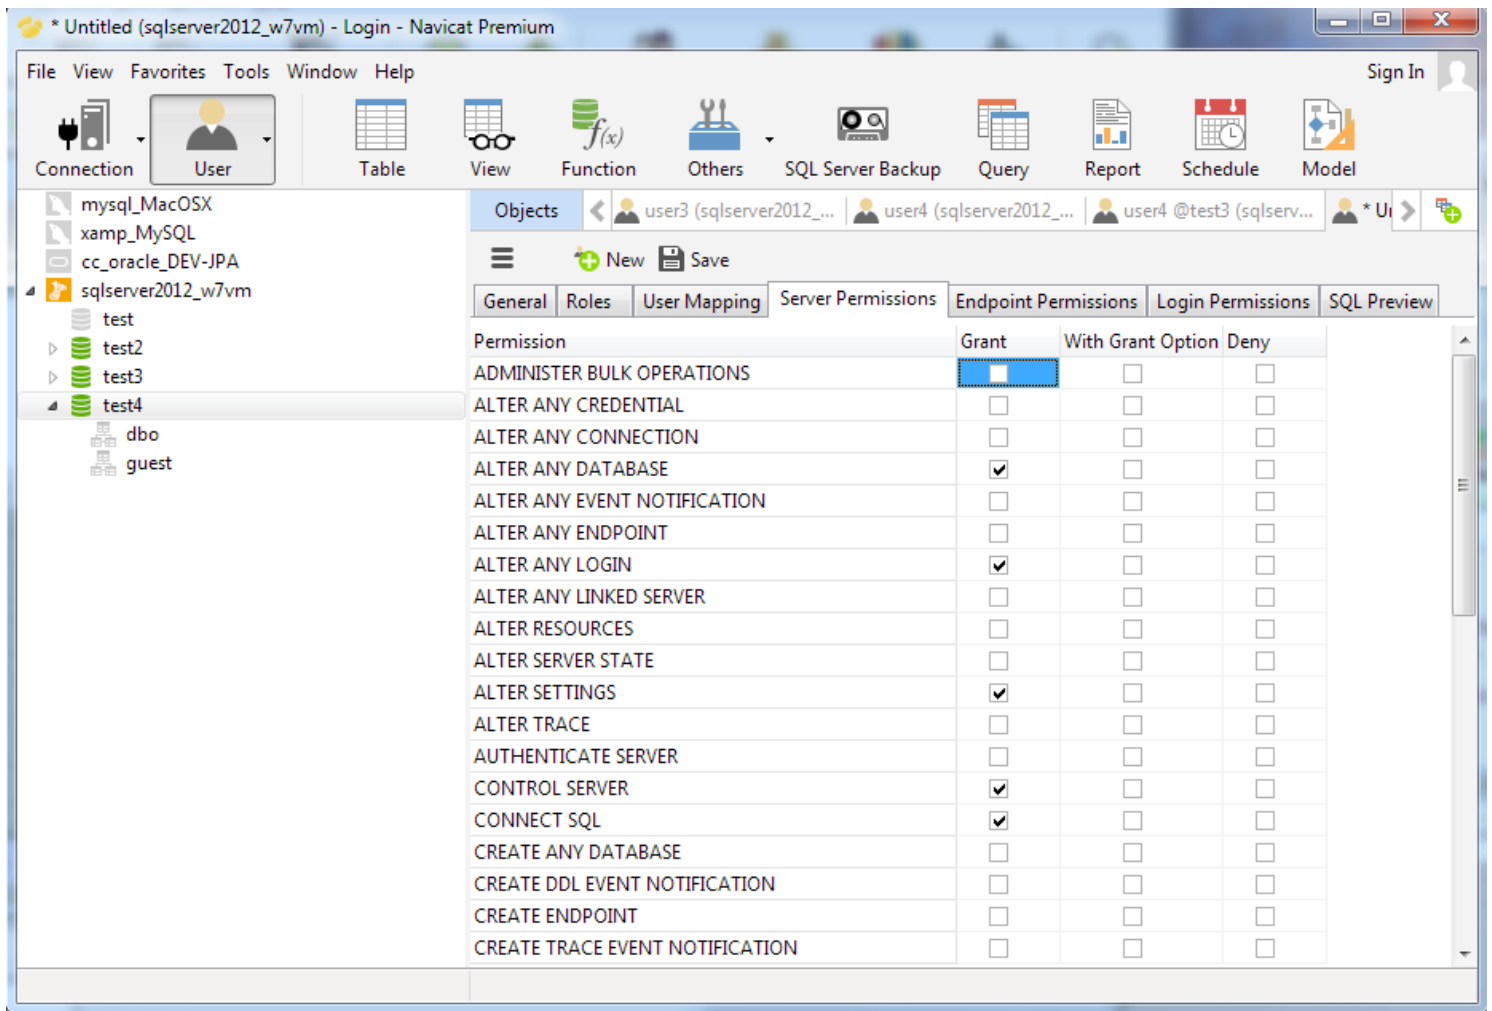 * Untitled (sqlserver2012_w7vm) - Login - Navicat Premium
File View Favorites Tools Window Help
Sign In
Connection User Table View Function Others SQL Server Backup Query Report Schedule Model
f(x)
mysql_MacOSX
xamp_MySQL
cc_oracle_DEV-JPA
sqlserver2012_w7vm
test
test2
test3
test4
dbo
guest
Objects user3 (sqlserver2012_... user4 (sqlserver2012_... user4 @test3 (sqlserv... * U
New Save
General Roles User Mapping Server Permissions Endpoint Permissions Login Permissions SQL Preview
Permission Grant With Grant Option Deny
ADMINISTER BULK OPERATIONS
ALTER ANY CREDENTIAL
ALTER ANY CONNECTION
ALTER ANY DATABASE
ALTER ANY EVENT NOTIFICATION
ALTER ANY ENDPOINT
ALTER ANY LOGIN
ALTER ANY LINKED SERVER
ALTER RESOURCES
ALTER SERVER STATE
ALTER SETTINGS
ALTER TRACE
AUTHENTICATE SERVER
CONTROL SERVER
CONNECT SQL
CREATE ANY DATABASE
CREATE DDL EVENT NOTIFICATION
CREATE ENDPOINT
CREATE TRACE EVENT NOTIFICATION